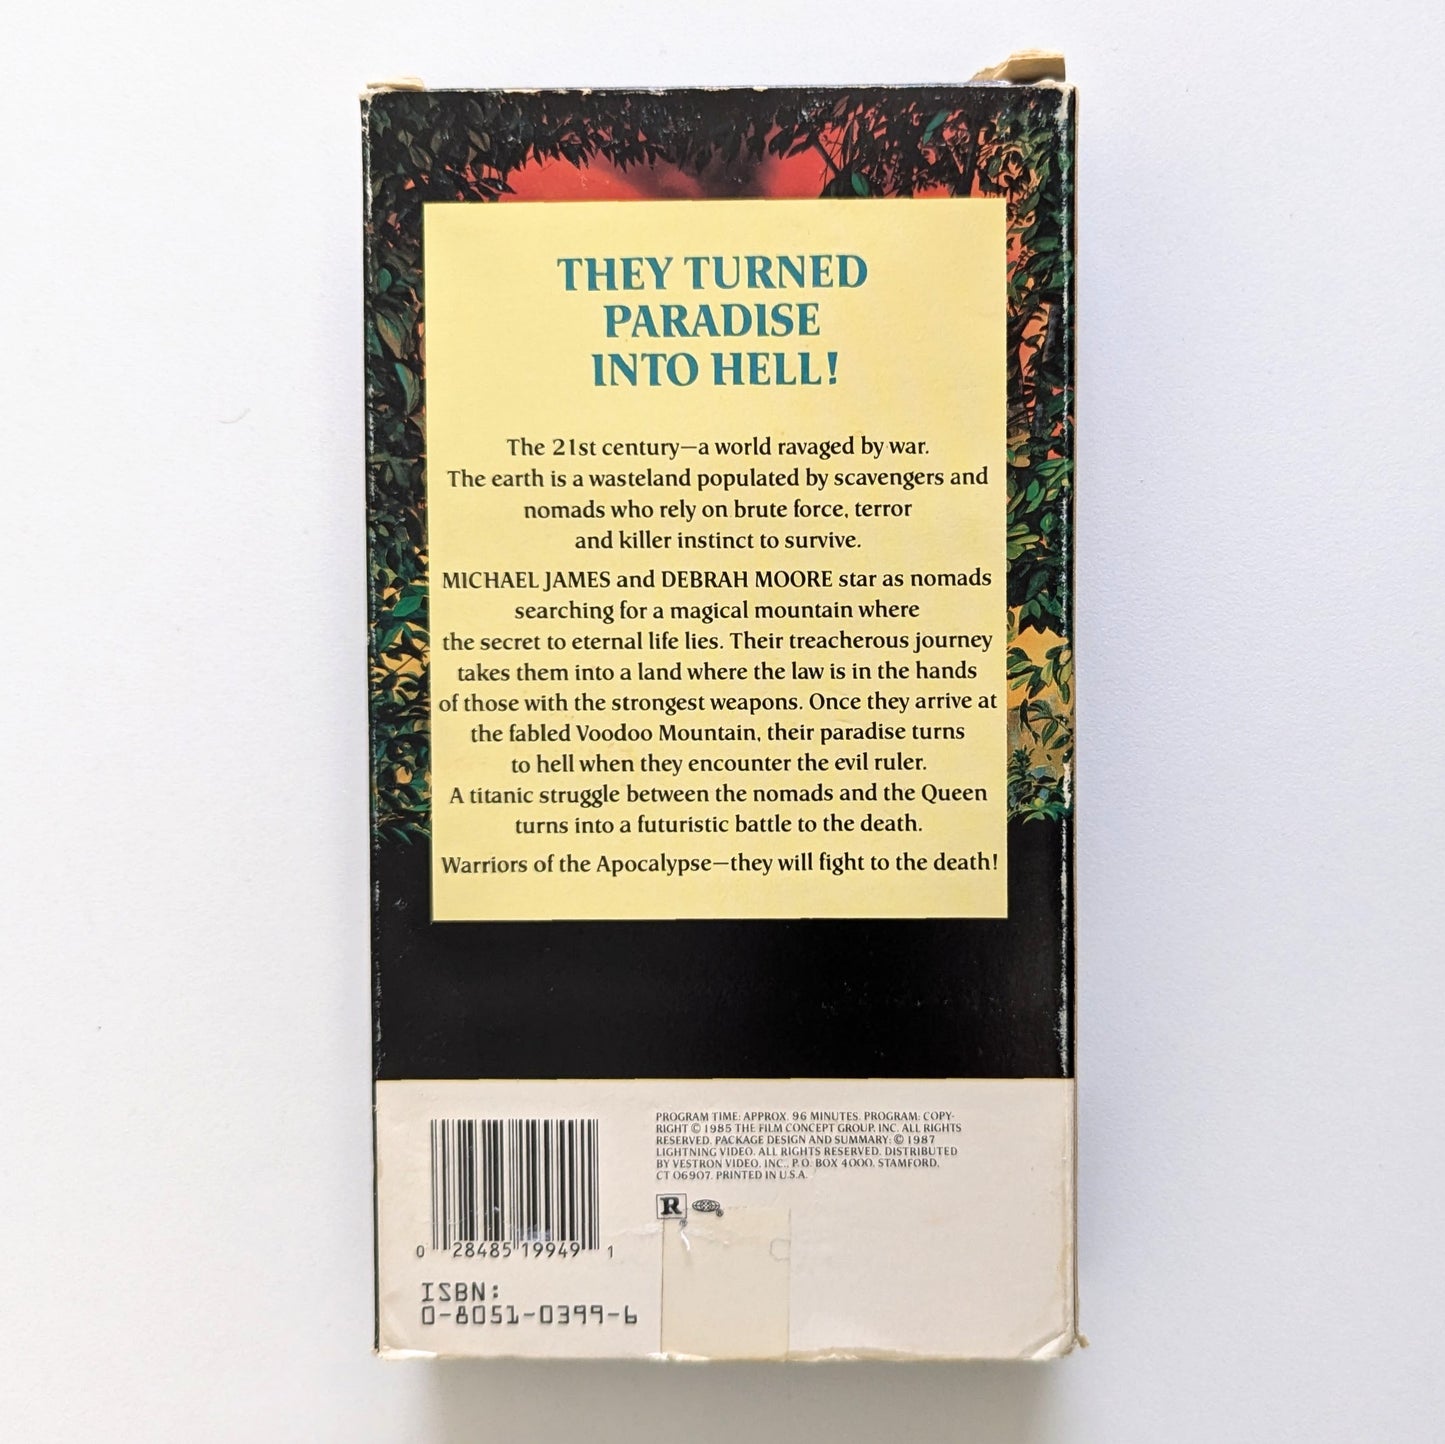 THEY TURNED
PARADISE
INTO HELL!
The 21st century—a world ravaged by war.
The earth is a wasteland populated by scavengers and
nomads who rely on brute force, terror
and killer instinct to survive.
MICHAEL JAMES and DEBRAH MOORE star as nomads
searching for a magical mountain where
the secret to eternal life lies. Their treacherous journey
takes them into a land where the law is in the hands
of those with the strongest weapons. Once they arrive at
the fabled Voodoo Mountain, their paradise turns
to hell when they encounter the evil ruler.
A titanic struggle between the nomads and the Queen
turns into a futuristic battle to the death.
Warriors of the Apocalypse—they will fight to the death!
PROGRAM TIME: APPROX. 96 MINUTES. PROGRAM: COPY-
RIGHT © 1985 THE FILM CONCEPT GROUP, INC. ALL RIGHTS
RESERVED. PACKAGE DESIGN AND SUMMARY: © 1987
LIGHTNING VIDEO. ALL RIGHTS RESERVED. DISTRIBUTED
BY VESTRON VIDEO, INC., P.O. BOX 4000, STAMFORD,
CT 06907. PRINTED IN U.S.A.
R ® ®
0 28485 19949 1
ISBN:
0-8051-0399-6